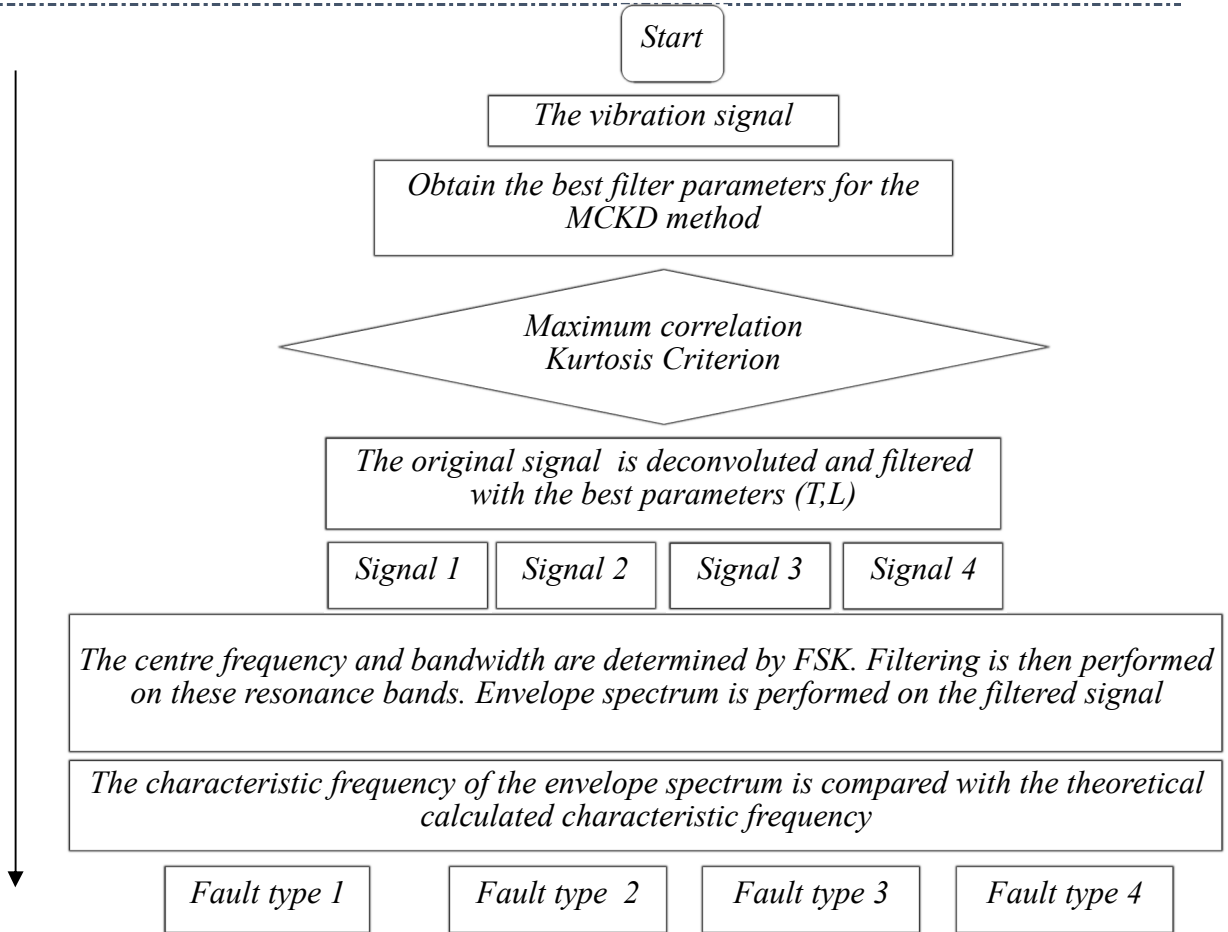 Start
The vibration signal
Obtain the best filter parameters for the
MCKD method
Maximum correlation
Kurtosis Criterion
The original signal is deconvoluted and filtered
with the best parameters (T,L)
Signal 1
Signal 2
Signal 3
Signal 4
The centre frequency and bandwidth are determined by FSK. Filtering is then performed
on these resonance bands. Envelope spectrum is performed on the filtered signal
The characteristic frequency of the envelope spectrum is compared with the theoretical
calculated characteristic frequency
Fault type 1
Fault type 2
Fault type 3
Fault type 4